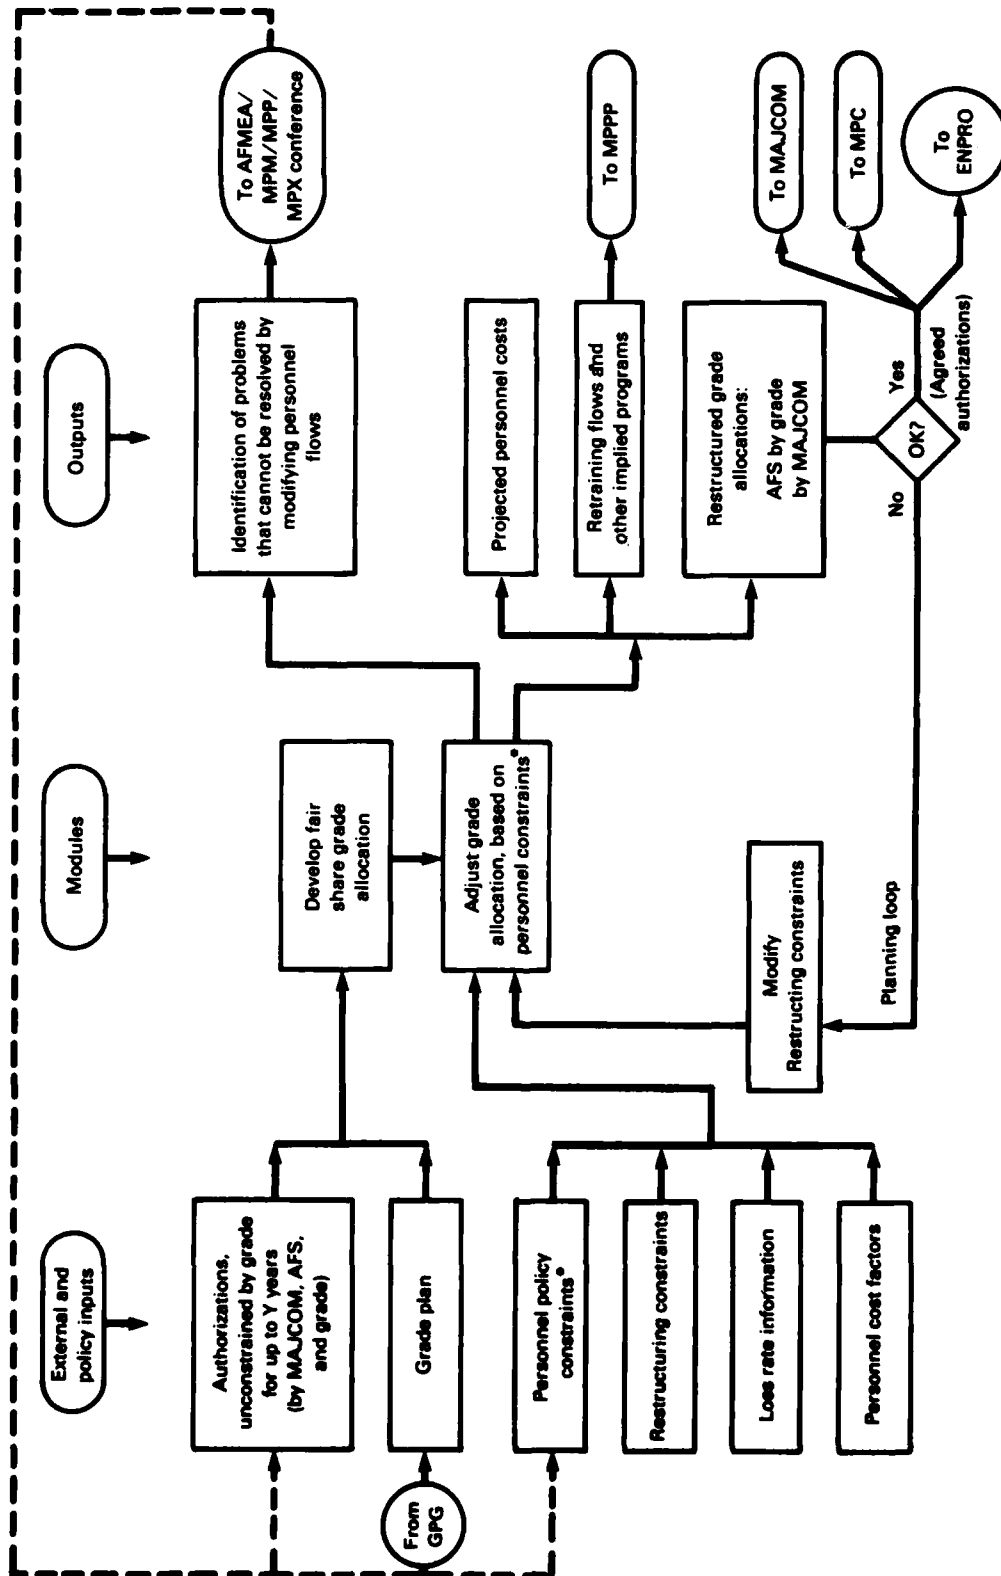 External and
policy inputs
Modules
Outputs
Authorizations,
unconstrained by grade
for up to Y years
(by MAJCOM, AFS,
and grade)
Grade plan
From
GPG
Personnel policy
constraints*
Restructuring constraints
Loss rate information
Personnel cost factors
Develop fair
share grade
allocation
Adjust grade
allocation, based on
personnel constraints*
Modify
Restructing constraints
Planning loop
Identification of problems
that cannot be resolved by
modifying personnel
flows
To AFMEA/
MPM/MPP/
MPX conference
Projected personnel costs
Retraining flows and
other implied programs
To MPPP
Restructured grade
allocations:
AFS by grade
by MAJCOM
OK?
No
Yes
(Agreed
authorizations)
To MAJCOM
To MPC
To
ENPRO